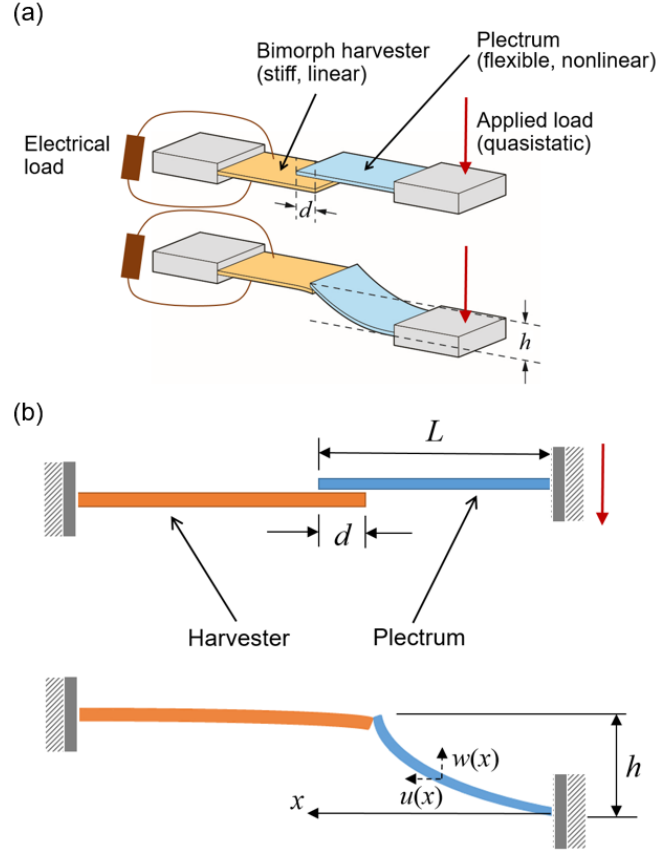 (a)
Bimorph harvester
(stiff, linear)
Plectrum
(flexible, nonlinear)
Electrical
load
Applied load
(quasistatic)
d
h
(b)
L
d
Harvester
Plectrum
w(x)
u(x)
x
h